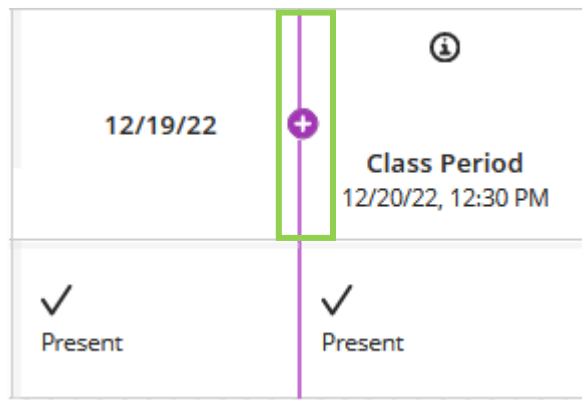 12/19/22
Class Period
12/20/22, 12:30 PM
Present
Present